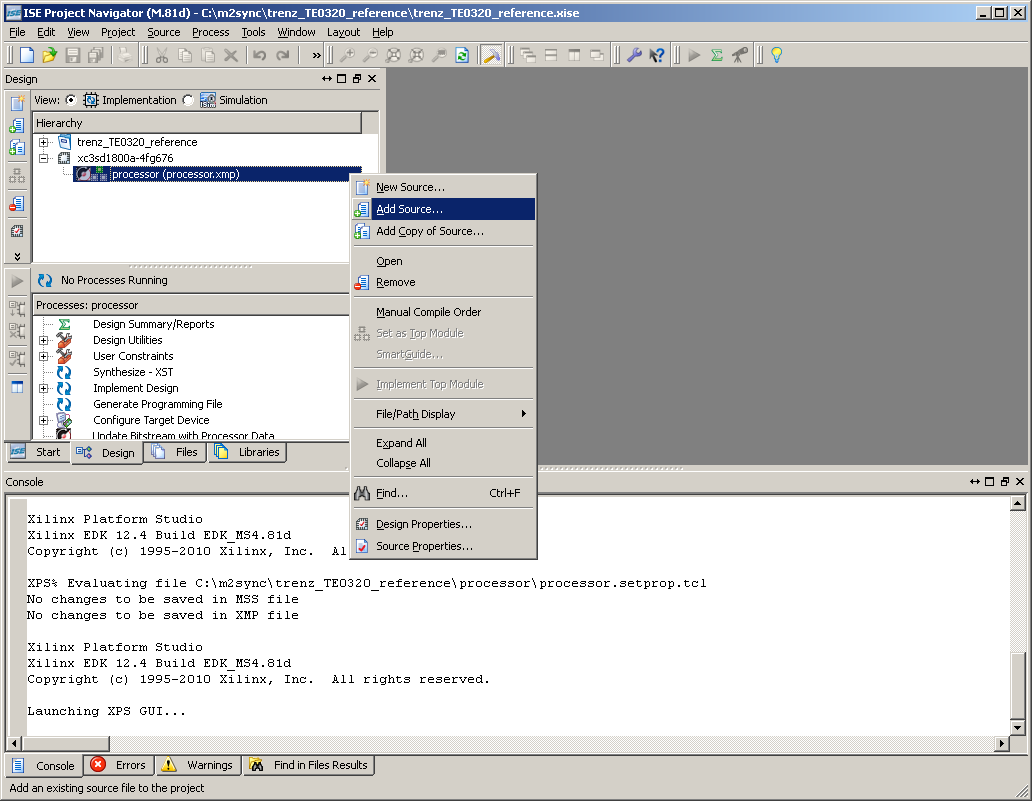 ISE Project Navigator (M.81d) - C:\m2sync\trenz_TE0320_reference\trenz_TE0320_reference.xise
File Edit View Project Source Process Tools Window Layout Help
Design
View: Implementation Simulation
Hierarchy
trenz_TE0320_reference
xc3sd1800a-4fg676
processor (processor.xmp)
New Source...
Add Source...
Add Copy of Source...
Open
Remove
Manual Compile Order
Set as Top Module
SmartGuide...
Implement Top Module
File/Path Display
Expand All
Collapse All
Find... Ctrl+F
Design Properties...
Source Properties...
No Processes Running
Processes: processor
Design Summary/Reports
Design Utilities
User Constraints
Synthesize - XST
Implement Design
Generate Programming File
Configure Target Device
Update Bitstream with Processor Data
ISE Start Design Files Libraries
Console
Xilinx Platform Studio
Xilinx EDK 12.4 Build EDK_MS4.81d
Copyright (c) 1995-2010 Xilinx, Inc. Al
XPS% Evaluating file C:\m2sync\trenz_TE0320_reference\processor\processor.setprop.tcl
No changes to be saved in MSS file
No changes to be saved in XMP file
Xilinx Platform Studio
Xilinx EDK 12.4 Build EDK_MS4.81d
Copyright (c) 1995-2010 Xilinx, Inc. All rights reserved.
Launching XPS GUI...
Console Errors Warnings Find in Files Results
Add an existing source file to the project